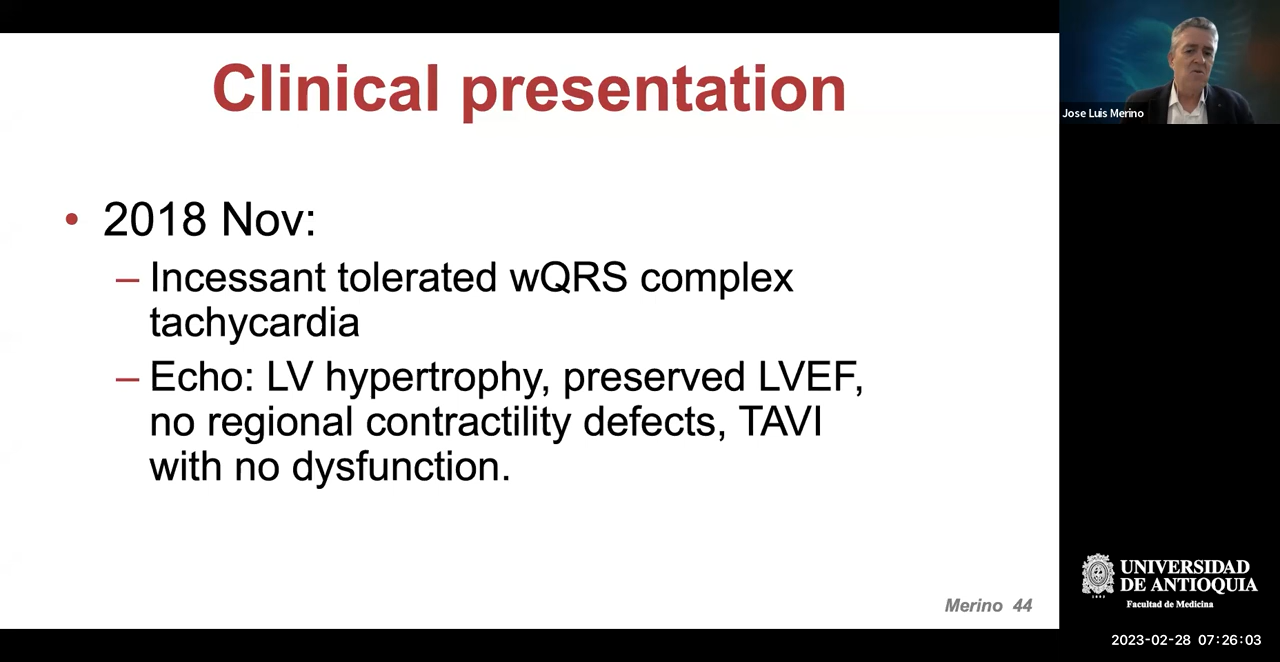 Clinical presentation
• 2018 Nov:
– Incessant tolerated wQRS complex
tachycardia
– Echo: LV hypertrophy, preserved LVEF,
no regional contractility defects, TAVI
with no dysfunction.
Merino 44
Jose Luis Merino
UNIVERSIDAD
DE ANTIOQUIA
Facultad de Medicina
2023-02-28 07:26:03